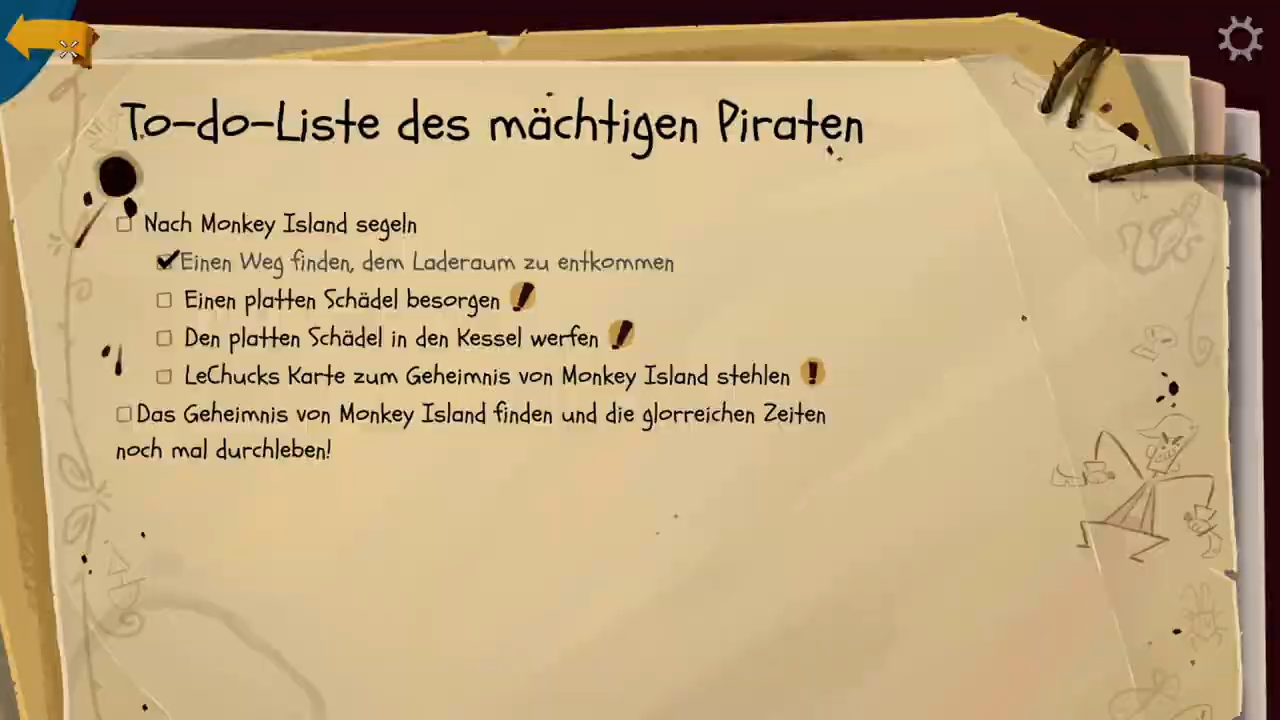 To-do-Liste des mächtigen Piraten
Nach Monkey Island segeln
Einen Weg finden, dem Laderaum zu entkommen
Einen platten Schädel besorgen !
Den platten Schädel in den Kessel werfen !
LeChucks Karte zum Geheimnis von Monkey Island stehlen !
Das Geheimnis von Monkey Island finden und die glorreichen Zeiten
noch mal durchleben!